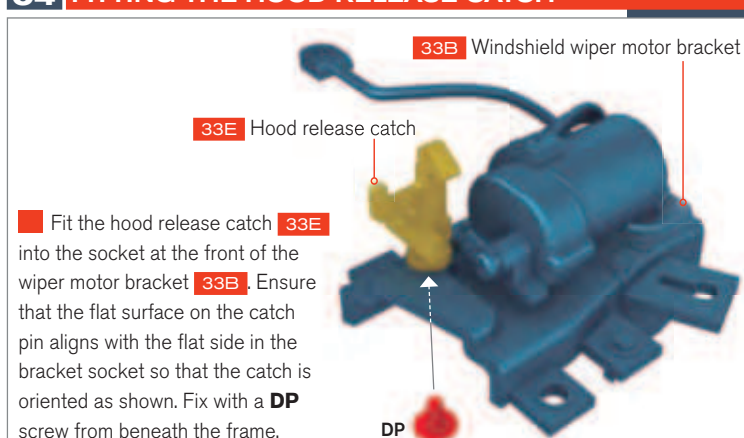 33B Windshield wiper motor bracket
33E Hood release catch
Fit the hood release catch 33E
into the socket at the front of the
wiper motor bracket 33B. Ensure
that the flat surface on the catch
pin aligns with the flat side in the
bracket socket so that the catch is
oriented as shown. Fix with a DP
screw from beneath the frame.
DP